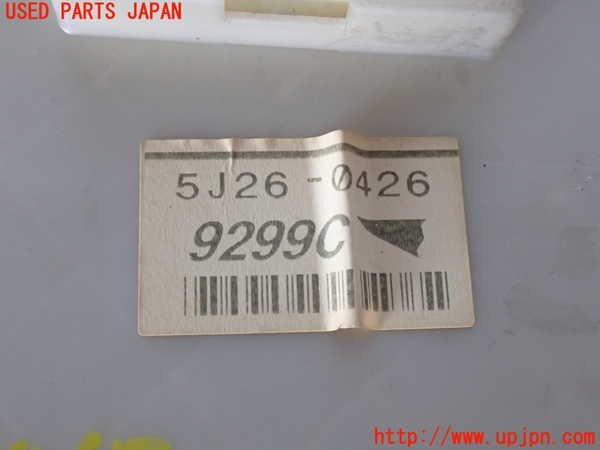 USED PARTS JAPAN
5J26-0426
9299C
http://www.upjpn.com/